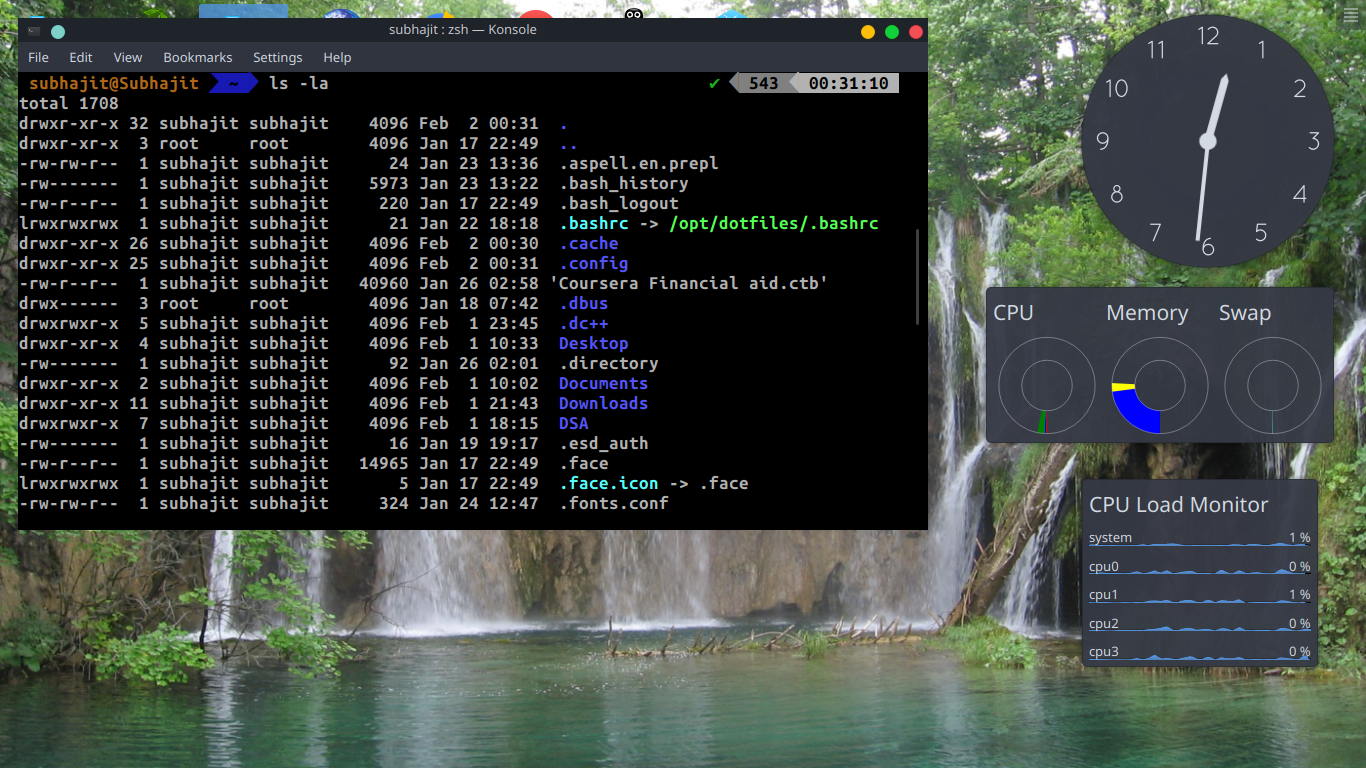 subhajit : zsh — Konsole
File Edit View Bookmarks Settings Help
subhajit@Subhajit ~ ls -la ✔ 543 00:31:10
total 1708
drwxr-xr-x 32 subhajit subhajit 4096 Feb 2 00:31 .
drwxr-xr-x 3 root root 4096 Jan 17 22:49 ..
-rw-rw-r-- 1 subhajit subhajit 24 Jan 23 13:36 .aspell.en.prepl
-rw------- 1 subhajit subhajit 5973 Jan 23 13:22 .bash_history
-rw-r--r-- 1 subhajit subhajit 220 Jan 17 22:49 .bash_logout
lrwxrwxrwx 1 subhajit subhajit 21 Jan 22 18:18 .bashrc -> /opt/dotfiles/.bashrc
drwxr-xr-x 26 subhajit subhajit 4096 Feb 2 00:30 .cache
drwxr-xr-x 25 subhajit subhajit 4096 Feb 2 00:31 .config
-rw-r--r-- 1 subhajit subhajit 40960 Jan 26 02:58 'Coursera Financial aid.ctb'
drwx------ 3 root root 4096 Jan 18 07:42 .dbus
drwxrwxr-x 5 subhajit subhajit 4096 Feb 1 23:45 .dc++
drwxr-xr-x 4 subhajit subhajit 4096 Feb 1 10:33 Desktop
-rw------- 1 subhajit subhajit 92 Jan 26 02:01 .directory
drwxr-xr-x 2 subhajit subhajit 4096 Feb 1 10:02 Documents
drwxr-xr-x 11 subhajit subhajit 4096 Feb 1 21:43 Downloads
drwxrwxr-x 7 subhajit subhajit 4096 Feb 1 18:15 DSA
-rw------- 1 subhajit subhajit 16 Jan 19 19:17 .esd_auth
-rw-r--r-- 1 subhajit subhajit 14965 Jan 17 22:49 .face
lrwxrwxrwx 1 subhajit subhajit 5 Jan 17 22:49 .face.icon -> .face
-rw-rw-r-- 1 subhajit subhajit 324 Jan 24 12:47 .fonts.conf
12
1
2
3
4
5
6
7
8
9
10
11
CPU Memory Swap
CPU Load Monitor
system 1 %
cpu0 0 %
cpu1 1 %
cpu2 0 %
cpu3 0 %